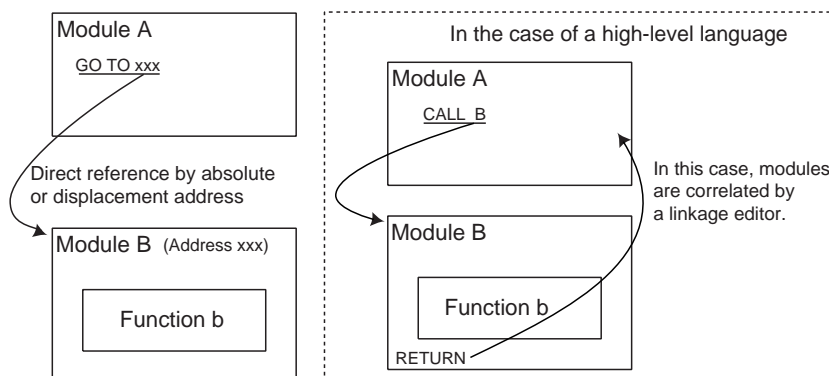 Module A
GO TO xxx
Direct reference by absolute
or displacement address
Module B (Address xxx)
Function b
In the case of a high-level language
Module A
CALL B
In this case, modules
are correlated by
a linkage editor.
Module B
Function b
RETURN